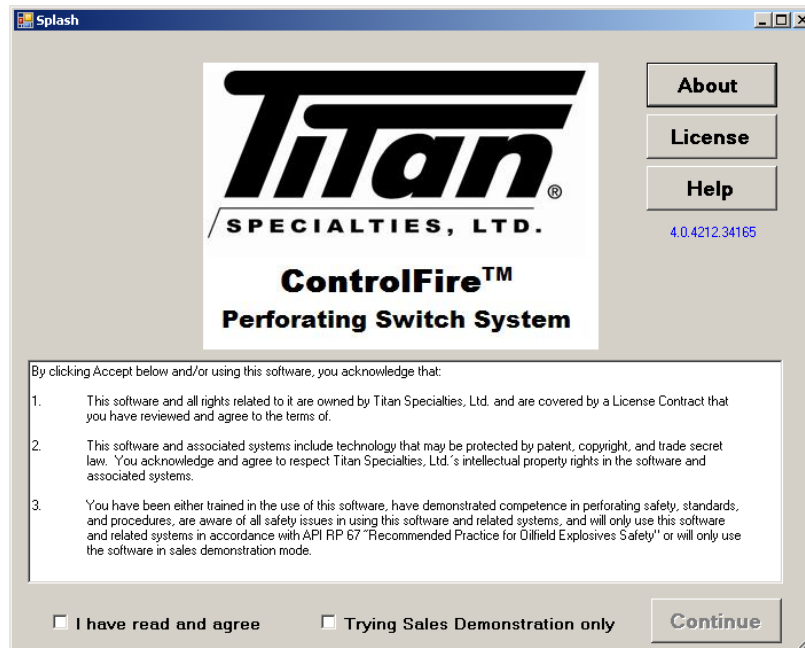 Splash
TiTan®
SPECIALTIES, LTD.
ControlFire™
Perforating Switch System
About
License
Help
4.0.4212.34165
By clicking Accept below and/or using this software, you acknowledge that:
1. This software and all rights related to it are owned by Titan Specialties, Ltd. and are covered by a License Contract that
you have reviewed and agree to the terms of.
2. This software and associated systems include technology that may be protected by patent, copyright, and trade secret
law. You acknowledge and agree to respect Titan Specialties, Ltd.´s intellectual property rights in the software and
associated systems.
3. You have been either trained in the use of this software, have demonstrated competence in perforating safety, standards,
and procedures, are aware of all safety issues in using this software and related systems, and will only use this software
and related systems in accordance with API RP 67 "Recommended Practice for Oilfield Explosives Safety" or will only use
the software in sales demonstration mode.
I have read and agree
Trying Sales Demonstration only
Continue